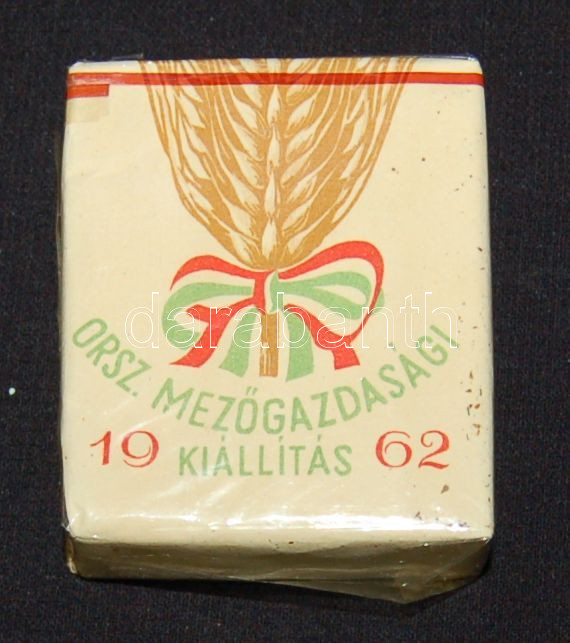 darabanth
ORSZ. MEZŐGAZDASÁGI
19 KIÁLLÍTÁS 62